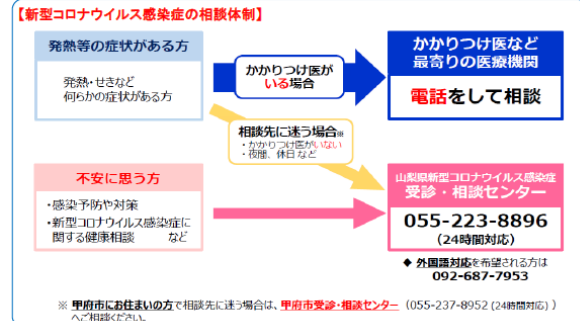 【新型コロナウイルス感染症の相談体制】
発熱等の症状がある方
発熱・せきなど
何らかの症状がある方
かかりつけ医が
いる場合
かかりつけ医など
最寄りの医療機関
電話をして相談
相談先に迷う場合※
・かかりつけ医がいない
・夜間、休日 など
不安に思う方
・感染予防や対策
・新型コロナウイルス感染症に
関する健康相談 など
山梨県新型コロナウイルス感染症
受診・相談センター
055-223-8896
(24時間対応)
◆ 外国語対応を希望される方は
092-687-7953
※ 甲府市にお住まいの方で相談先に迷う場合は、甲府市受診・相談センター (055-237-8952 (24時間対応) )
へご相談ください。